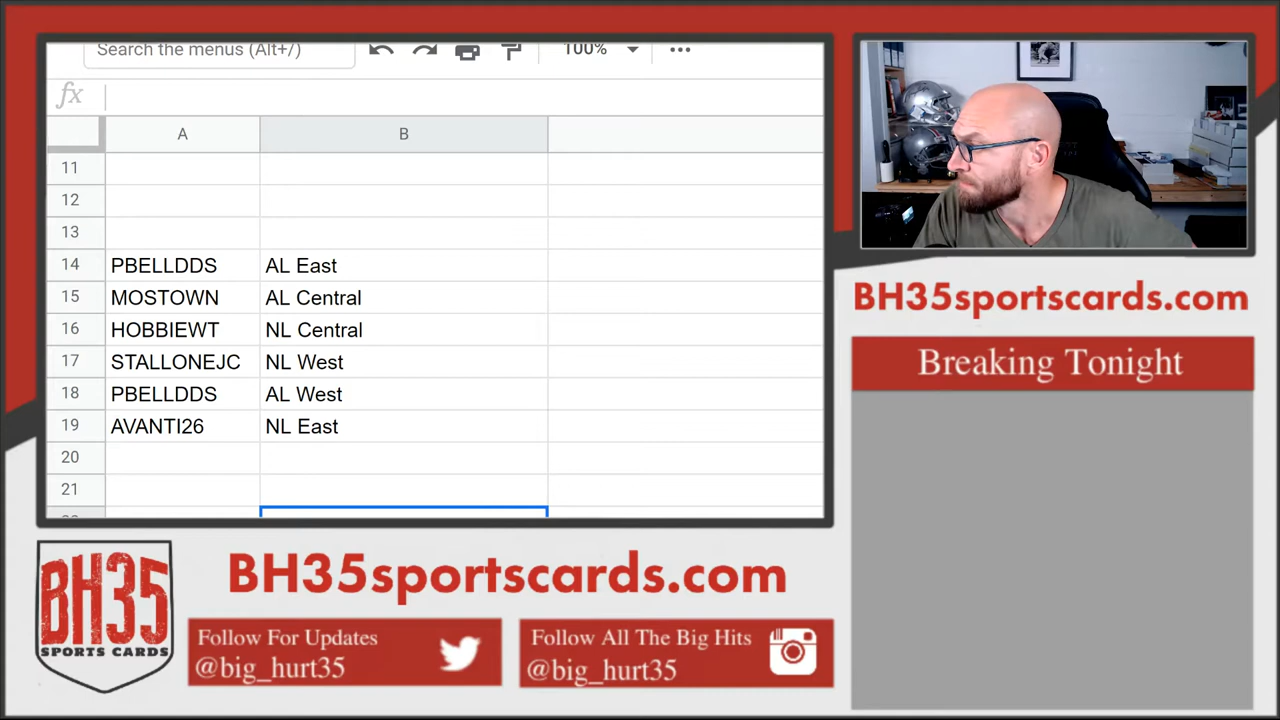 Search the menus (Alt+/)
100%
fx
A B
11
12
13
14 PBELLDDS AL East
15 MOSTOWN AL Central
16 HOBBIEWT NL Central
17 STALLONEJC NL West
18 PBELLDDS AL West
19 AVANTI26 NL East
20
21
BH35sportscards.com
Breaking Tonight
BH35
SPORTS CARDS
BH35sportscards.com
Follow For Updates
@big_hurt35
Follow All The Big Hits
@big_hurt35